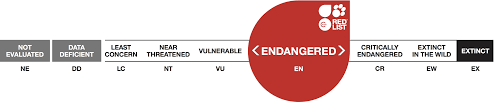 RED
LIST
NOT
EVALUATED
DATA
DEFICIENT
LEAST
CONCERN
NEAR
THREATENED
VULNERABLE
< ENDANGERED >
CRITICALLY
ENDANGERED
EXTINCT
IN THE WILD
EXTINCT
NE
DD
LC
NT
VU
EN
CR
EW
EX